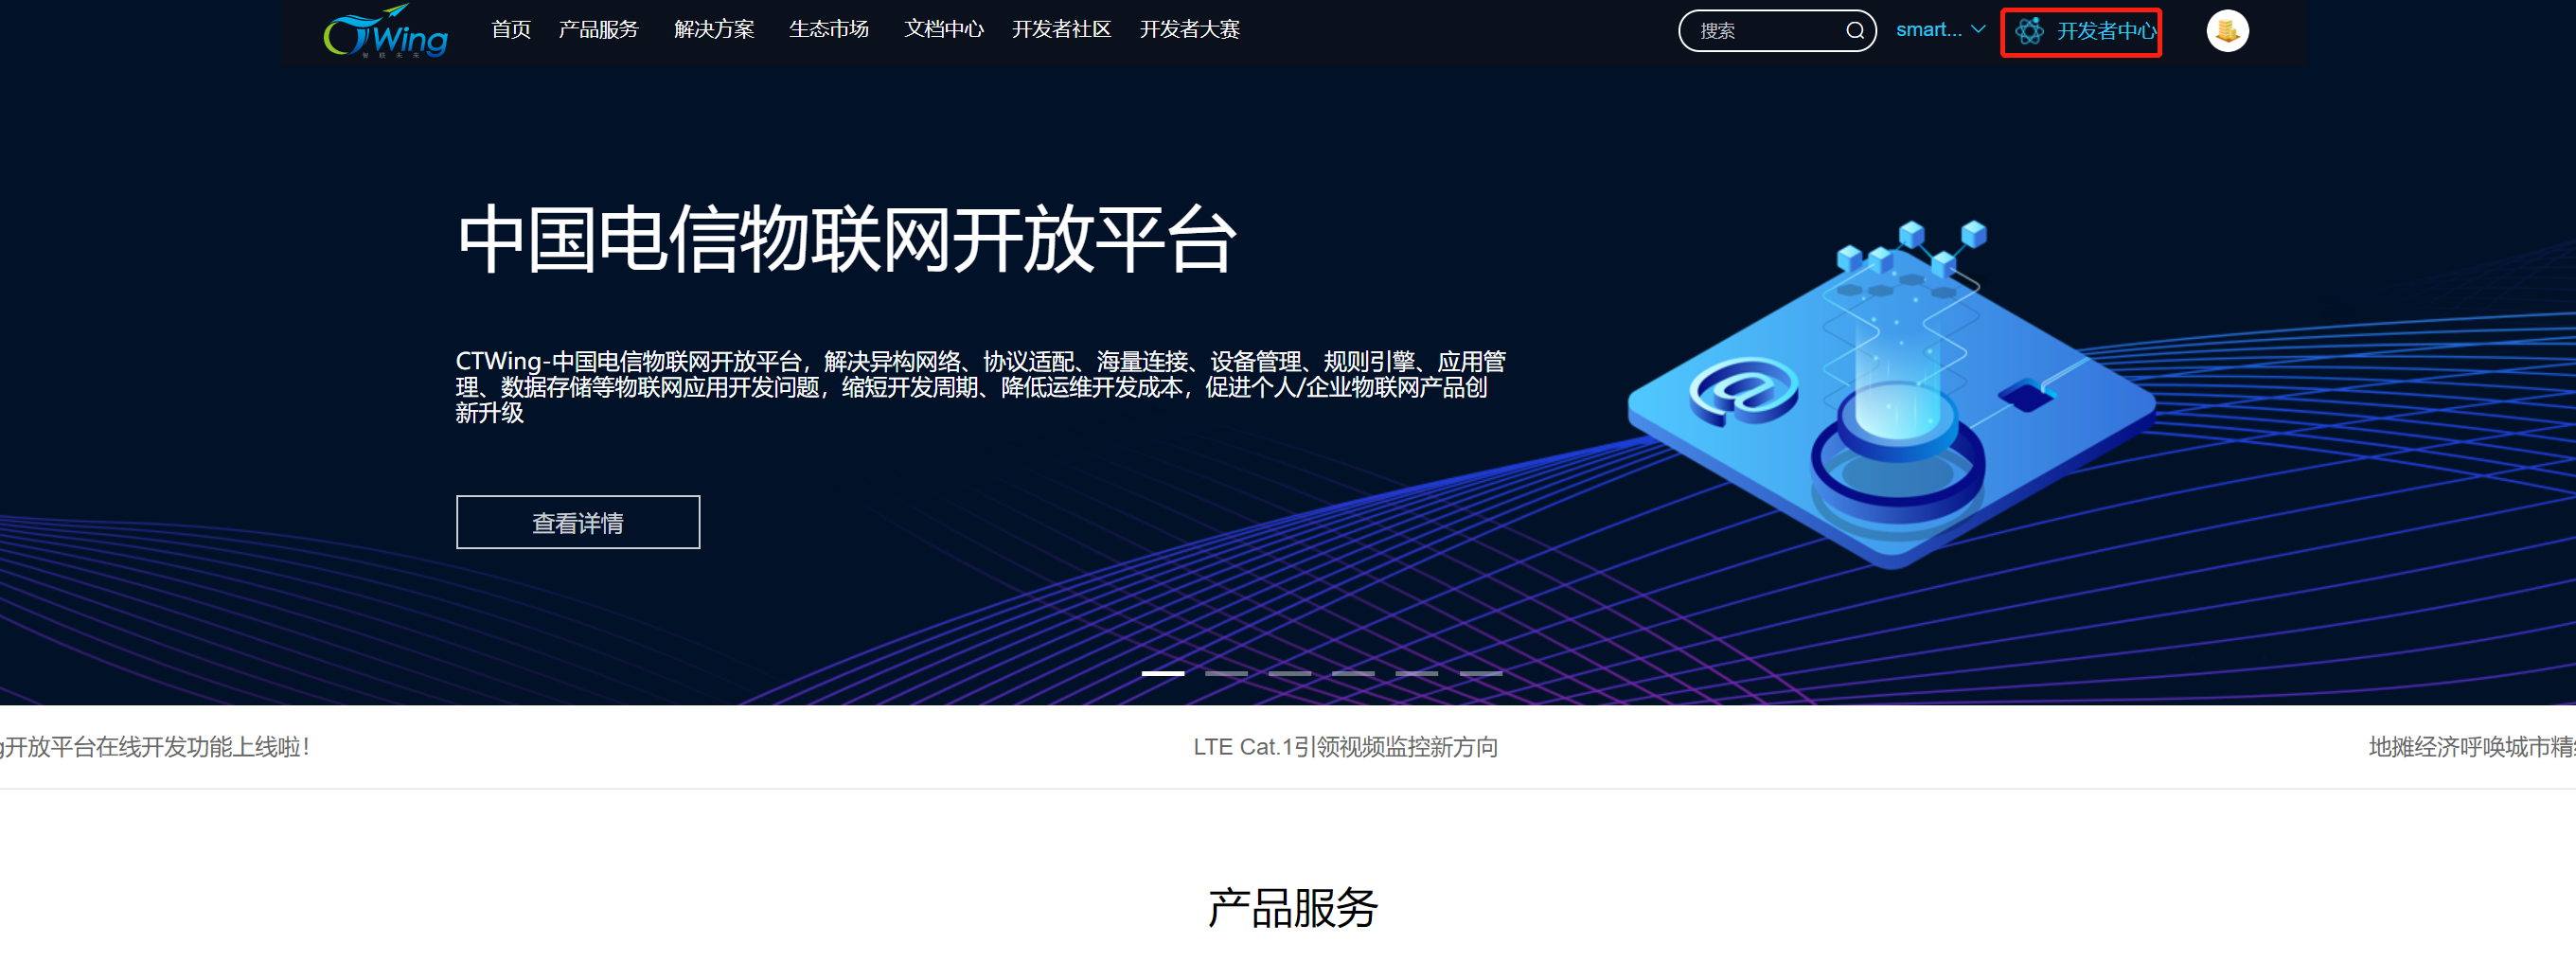 CTWing
智联未来
首页 产品服务 解决方案 生态市场 文档中心 开发者社区 开发者大赛 搜索 smart... 开发者中心
中国电信物联网开放平台
CTWing-中国电信物联网开放平台，解决异构网络、协议适配、海量连接、设备管理、规则引擎、应用管
理、数据存储等物联网应用开发问题，缩短开发周期、降低运维开发成本，促进个人/企业物联网产品创
新升级
@
查看详情
g开放平台在线开发功能上线啦！ LTE Cat.1引领视频监控新方向 地摊经济呼唤城市精
产品服务